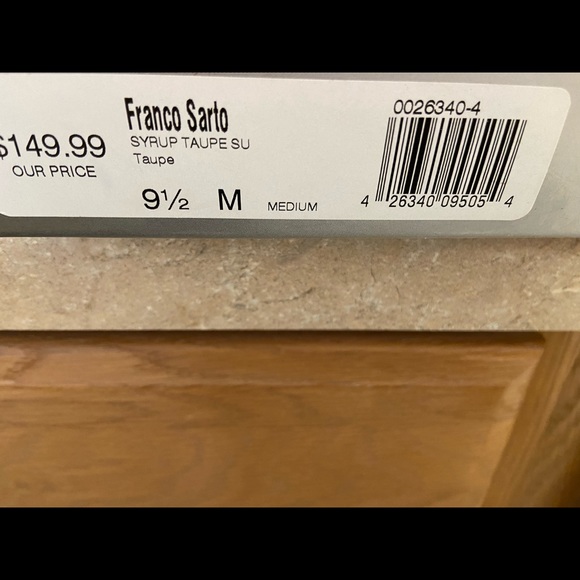 $149.99
OUR PRICE
Franco Sarto
SYRUP TAUPE SU
Taupe
9½ M MEDIUM
0026340-4
4 26340 09505 4